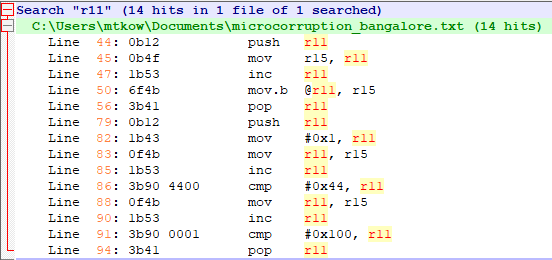 Search "r11" (14 hits in 1 file of 1 searched)
C:\Users\mtkow\Documents\microcorruption_bangalore.txt (14 hits)
Line 44: 0b12 push r11
Line 45: 0b4f mov r15, r11
Line 47: 1b53 inc r11
Line 50: 6f4b mov.b @r11, r15
Line 56: 3b41 pop r11
Line 79: 0b12 push r11
Line 82: 1b43 mov #0x1, r11
Line 83: 0f4b mov r11, r15
Line 85: 1b53 inc r11
Line 86: 3b90 4400 cmp #0x44, r11
Line 88: 0f4b mov r11, r15
Line 90: 1b53 inc r11
Line 91: 3b90 0001 cmp #0x100, r11
Line 94: 3b41 pop r11